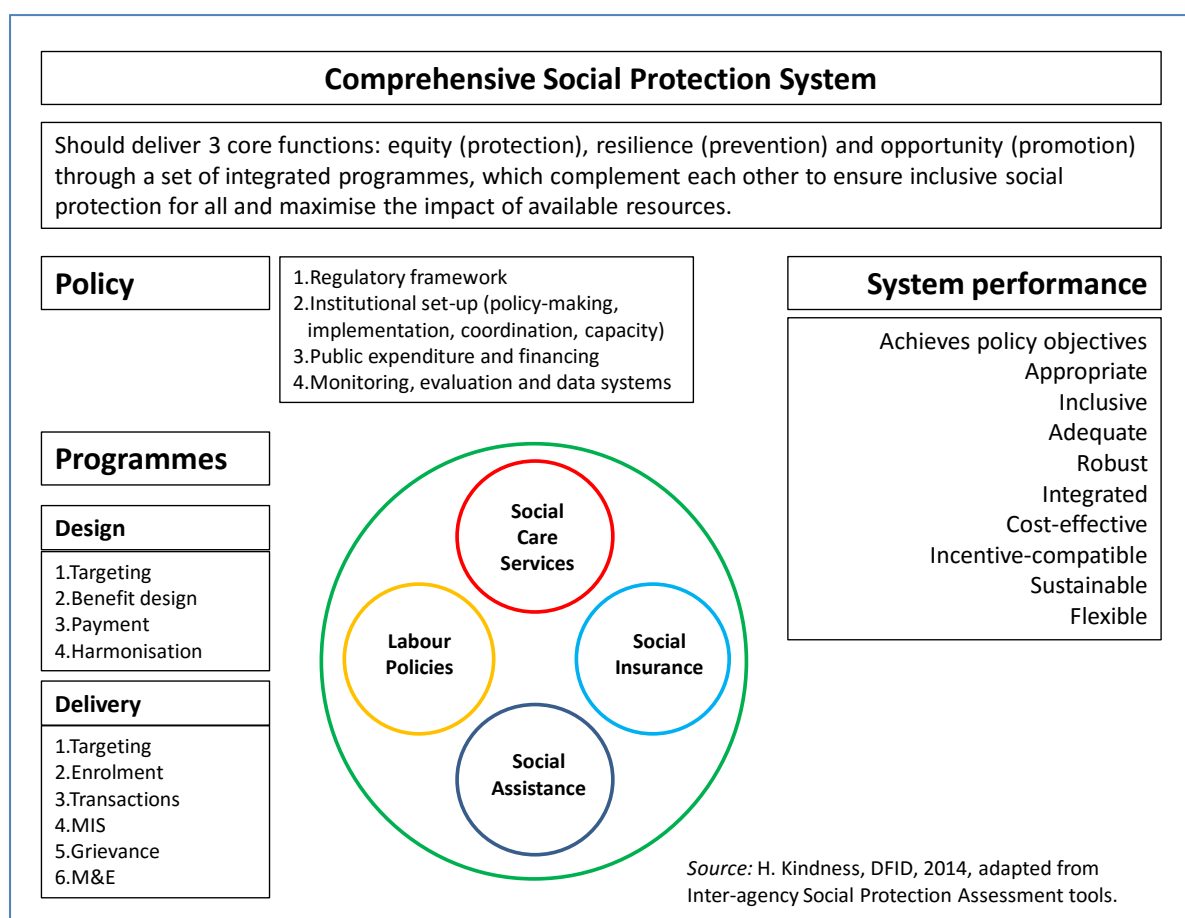 Comprehensive Social Protection System
Should deliver 3 core functions: equity (protection), resilience (prevention) and opportunity (promotion)
through a set of integrated programmes, which complement each other to ensure inclusive social
protection for all and maximise the impact of available resources.
Policy
1.Regulatory framework
2.Institutional set-up (policy-making,
implementation, coordination, capacity)
3.Public expenditure and financing
4.Monitoring, evaluation and data systems
System performance
Achieves policy objectives
Appropriate
Inclusive
Adequate
Robust
Integrated
Cost-effective
Incentive-compatible
Sustainable
Flexible
Programmes
Design
1.Targeting
2.Benefit design
3.Payment
4.Harmonisation
Delivery
1.Targeting
2.Enrolment
3.Transactions
4.MIS
5.Grievance
6.M&E
Social
Care
Services
Labour
Policies
Social
Insurance
Social
Assistance
Source: H. Kindness, DFID, 2014, adapted from
Inter-agency Social Protection Assessment tools.